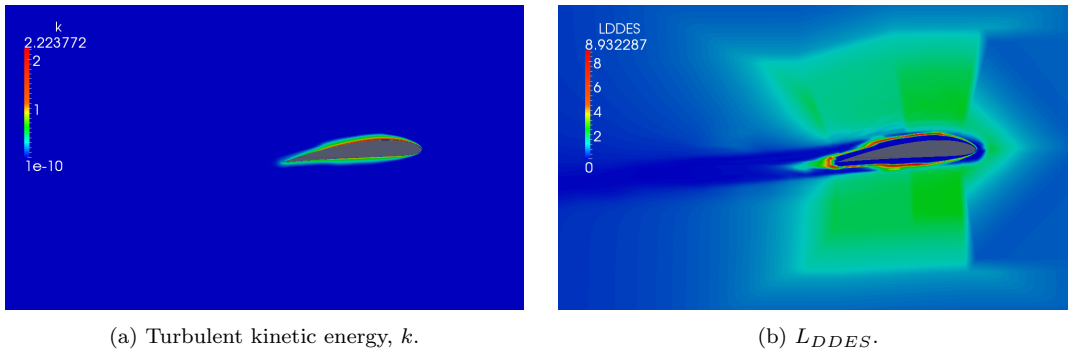 k
2.223772
2
1
1e-10
LDDES
8.932287
8
6
4
2
0
(a) Turbulent kinetic energy, k.
(b) L_DDES.